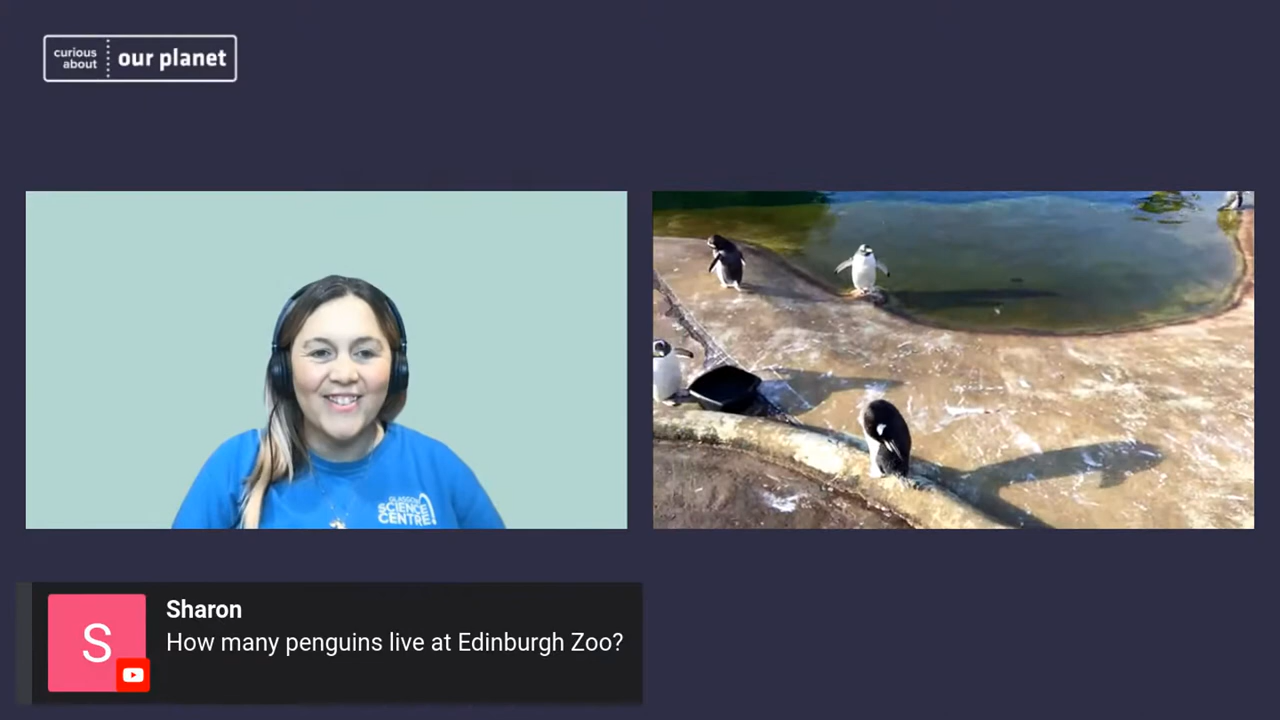 curious
about
our planet
GLASGOW
SCIENCE
CENTRE
S
Sharon
How many penguins live at Edinburgh Zoo?